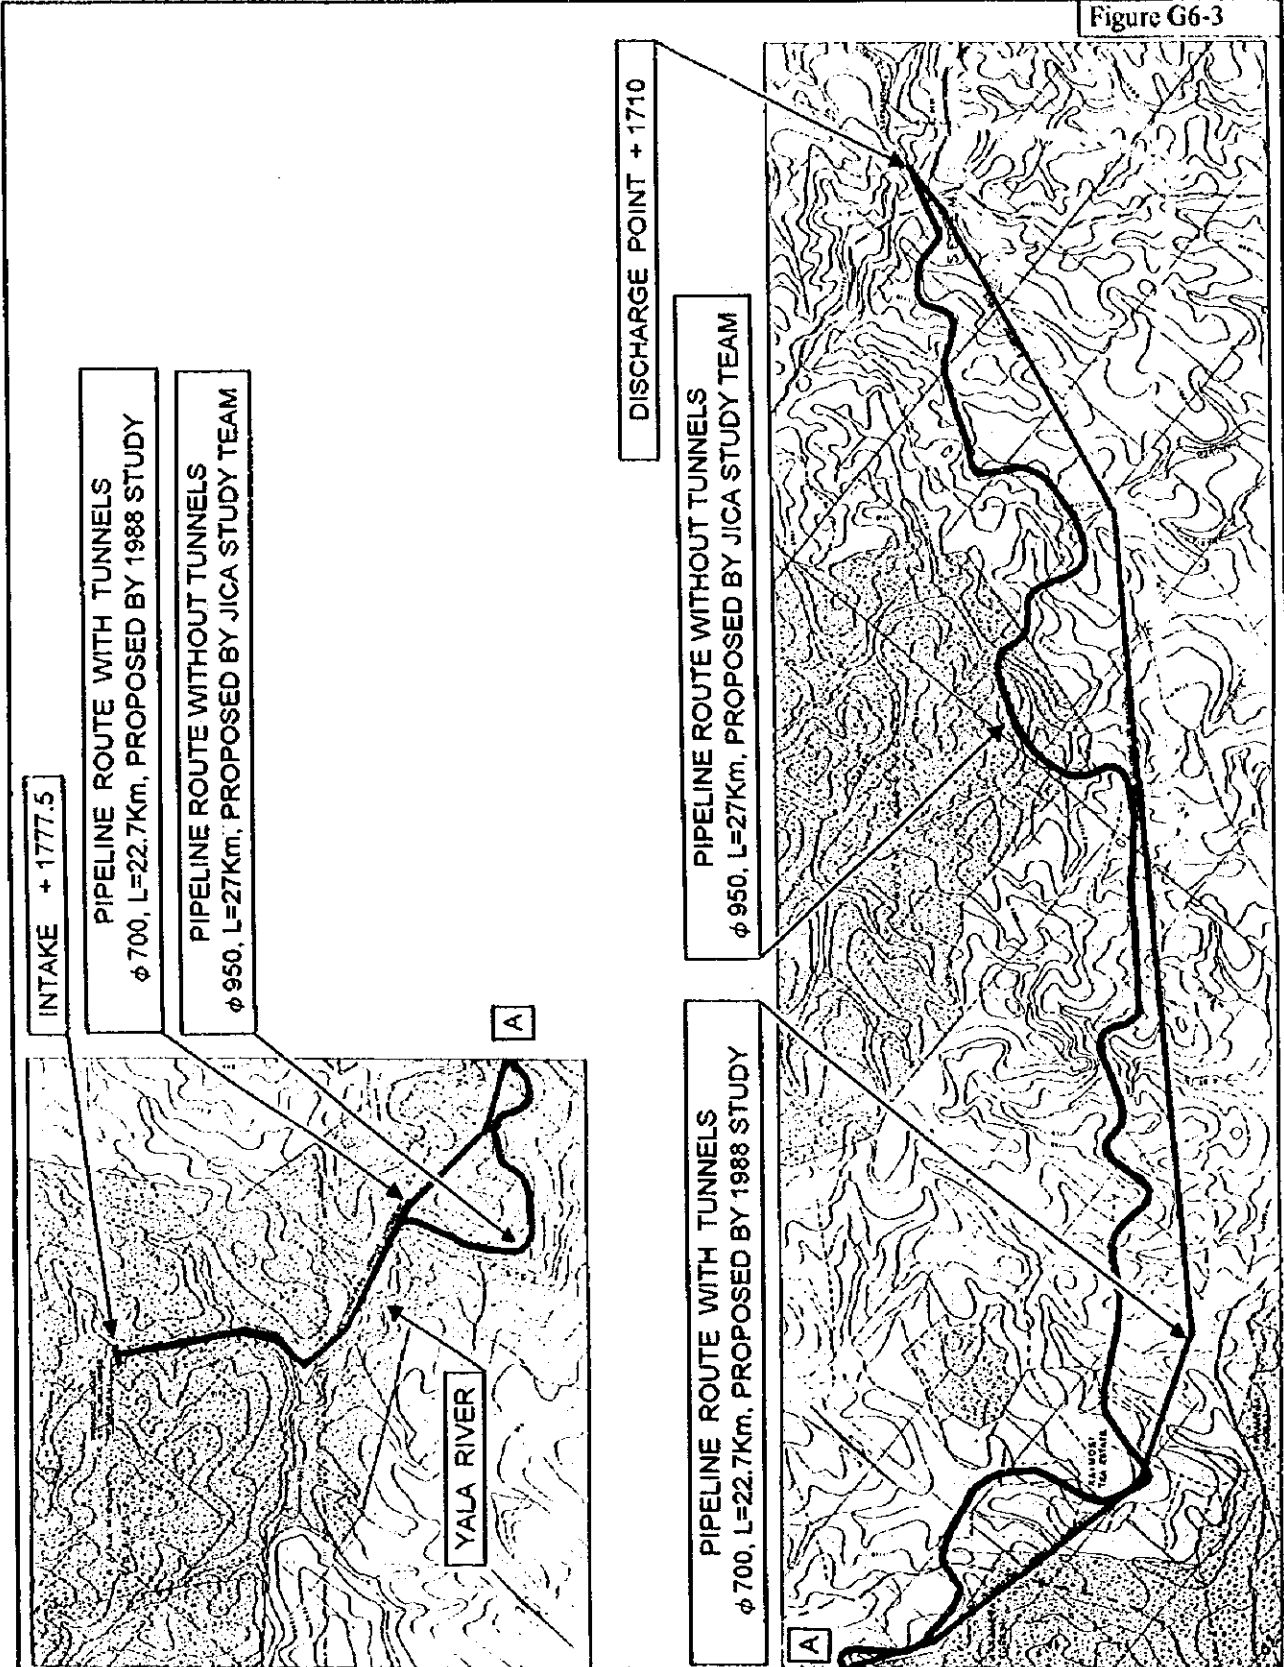 Figure G6-3
INTAKE + 1777.5
PIPELINE ROUTE WITH TUNNELS
φ700, L=22.7Km, PROPOSED BY 1988 STUDY
PIPELINE ROUTE WITHOUT TUNNELS
φ950, L=27Km, PROPOSED BY JICA STUDY TEAM
A
YALA RIVER
DISCHARGE POINT + 1710
PIPELINE ROUTE WITHOUT TUNNELS
φ950, L=27Km, PROPOSED BY JICA STUDY TEAM
PIPELINE ROUTE WITH TUNNELS
φ700, L=22.7Km, PROPOSED BY 1988 STUDY
A